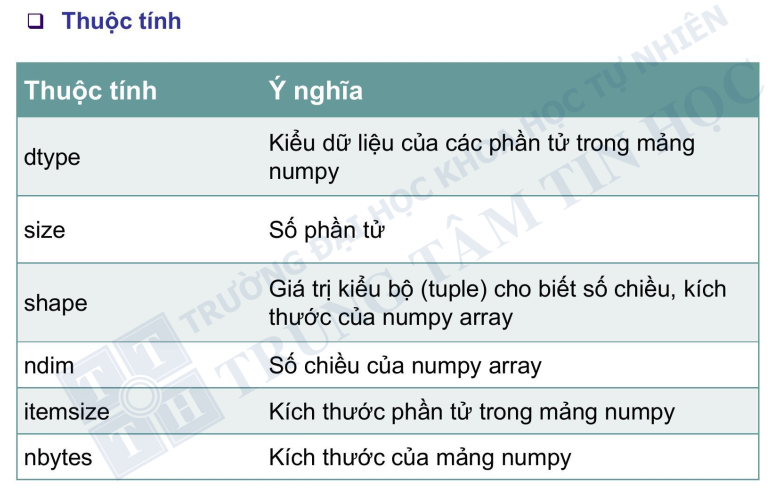 Thuộc tính
Thuộc tính Ý nghĩa
dtype Kiểu dữ liệu của các phần tử trong mảng
numpy
size Số phần tử
shape Giá trị kiểu bộ (tuple) cho biết số chiều, kích
thước của numpy array
ndim Số chiều của numpy array
itemsize Kích thước phần tử trong mảng numpy
nbytes Kích thước của mảng numpy
TRƯỜNG ĐẠI HỌC KHOA HỌC TỰ NHIÊN
TRUNG TÂM TIN HỌC
T T
T H